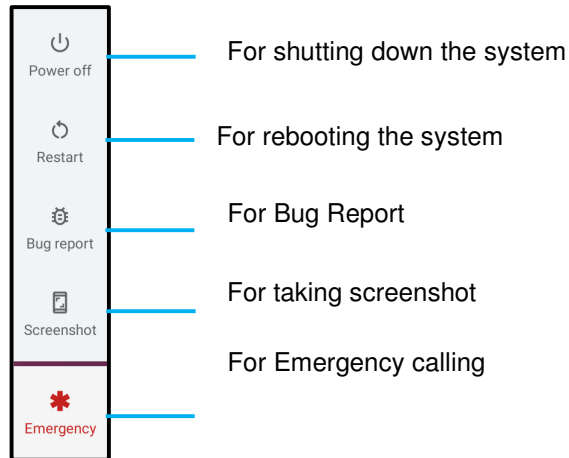 Power off
For shutting down the system
Restart
For rebooting the system
Bug report
For Bug Report
Screenshot
For taking screenshot
Emergency
For Emergency calling